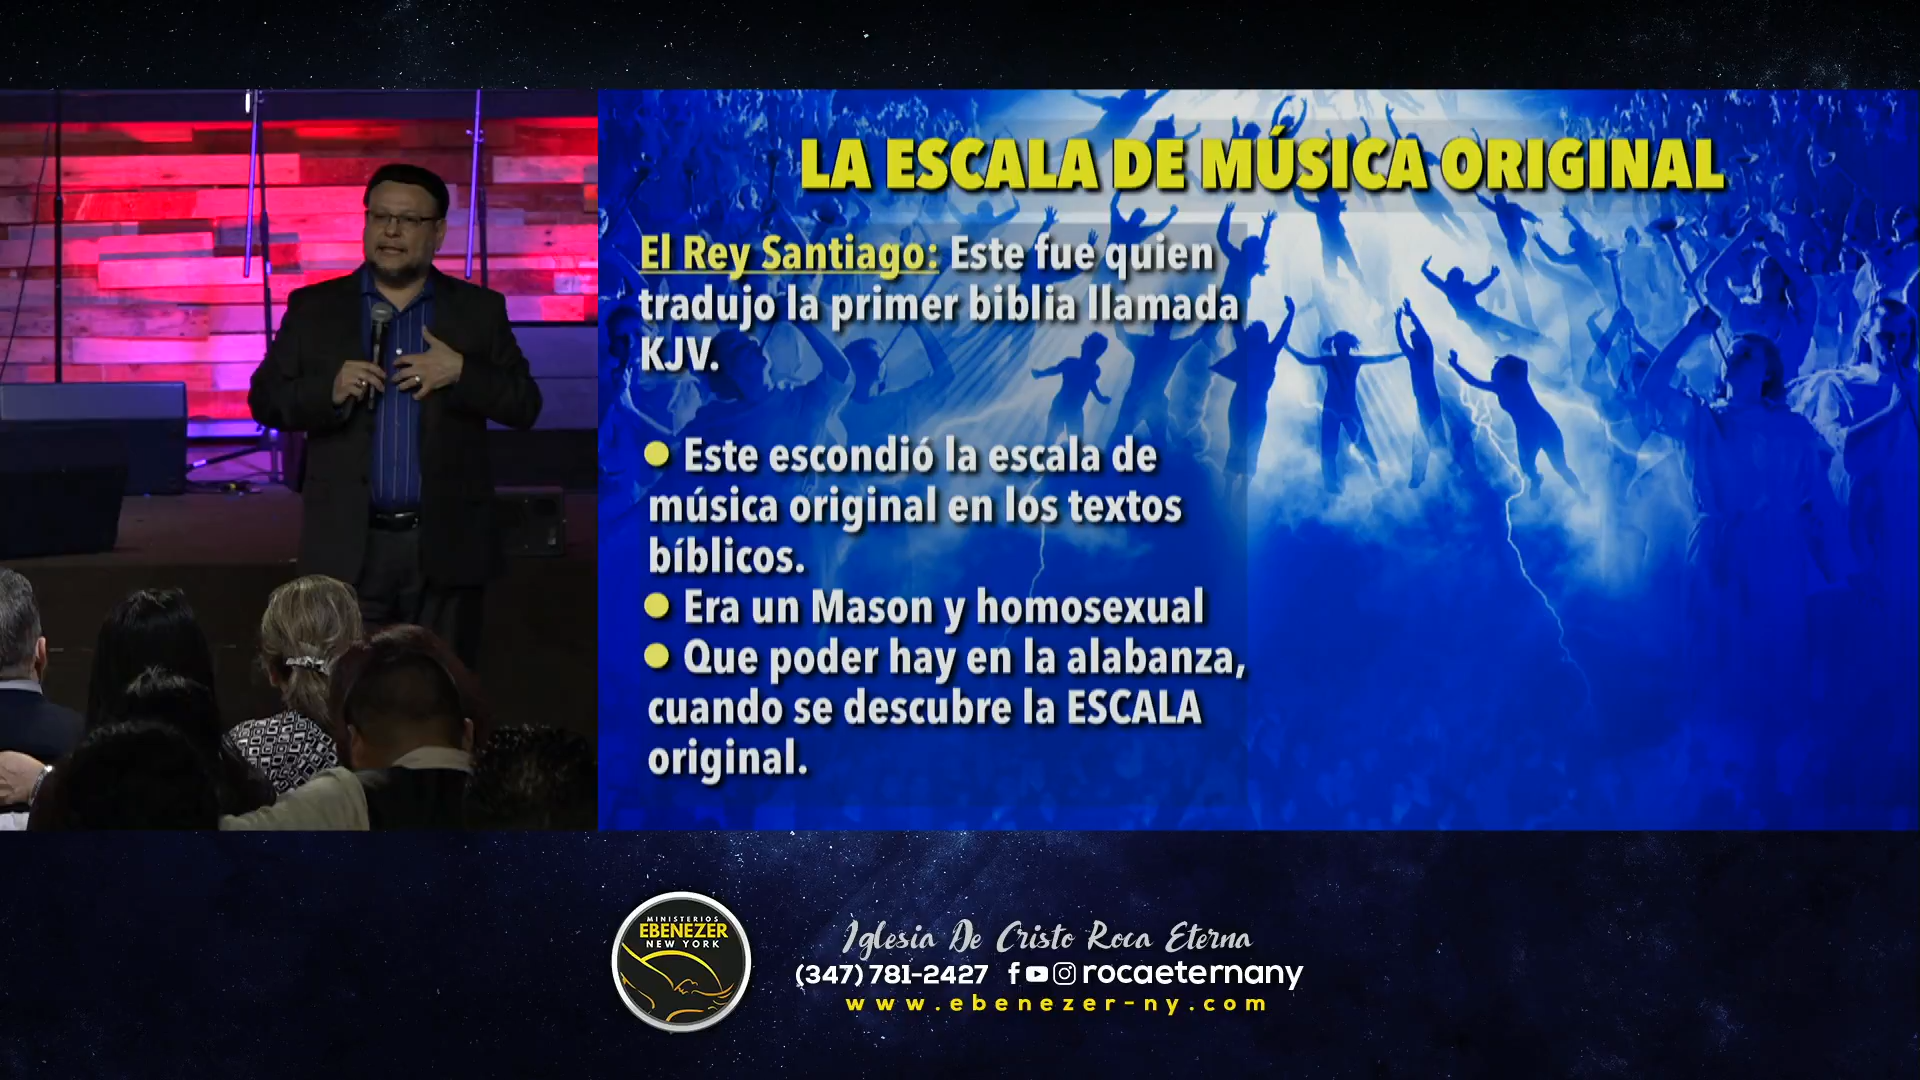 LA ESCALA DE MÚSICA ORIGINAL
El Rey Santiago: Este fue quien
tradujo la primer biblia llamada
KJV.
● Este escondió la escala de
música original en los textos
bíblicos.
● Era un Mason y homosexual
● Que poder hay en la alabanza,
cuando se descubre la ESCALA
original.
MINISTERIOS
EBENEZER
NEW YORK
Iglesia De Cristo Roca Eterna
(347) 781-2427 rocaeternany
www.ebenezer-ny.com